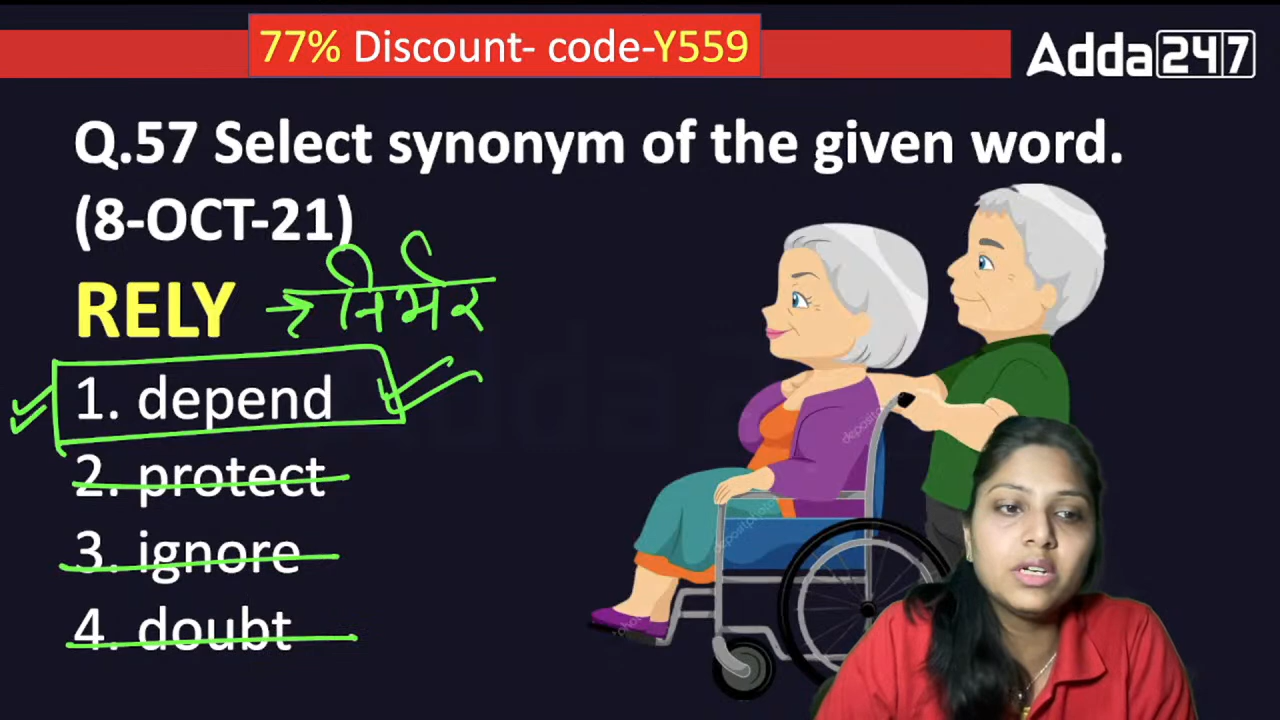 77% Discount- code-Y559
Adda247
Q.57 Select synonym of the given word.
(8-OCT-21)
RELY → निर्भर
1. depend
2. protect
3. ignore
4. doubt